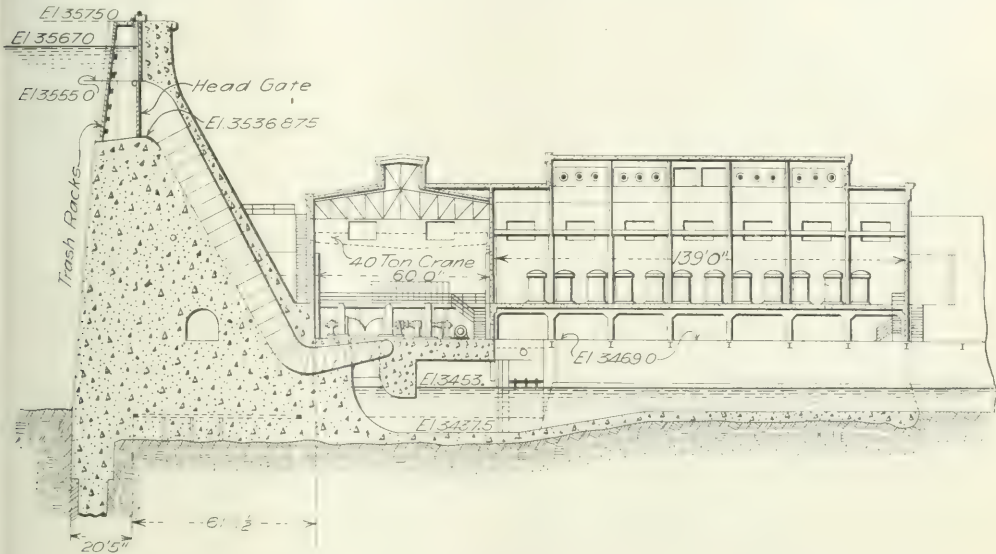 El 3575 0
El 3567 0
El 3555 0
Head Gate
El. 3536 875
Trash Racks
40 Ton Crane
60 0"
139'0"
El 3469 0
El 3453.
El 3437.5
20'5"